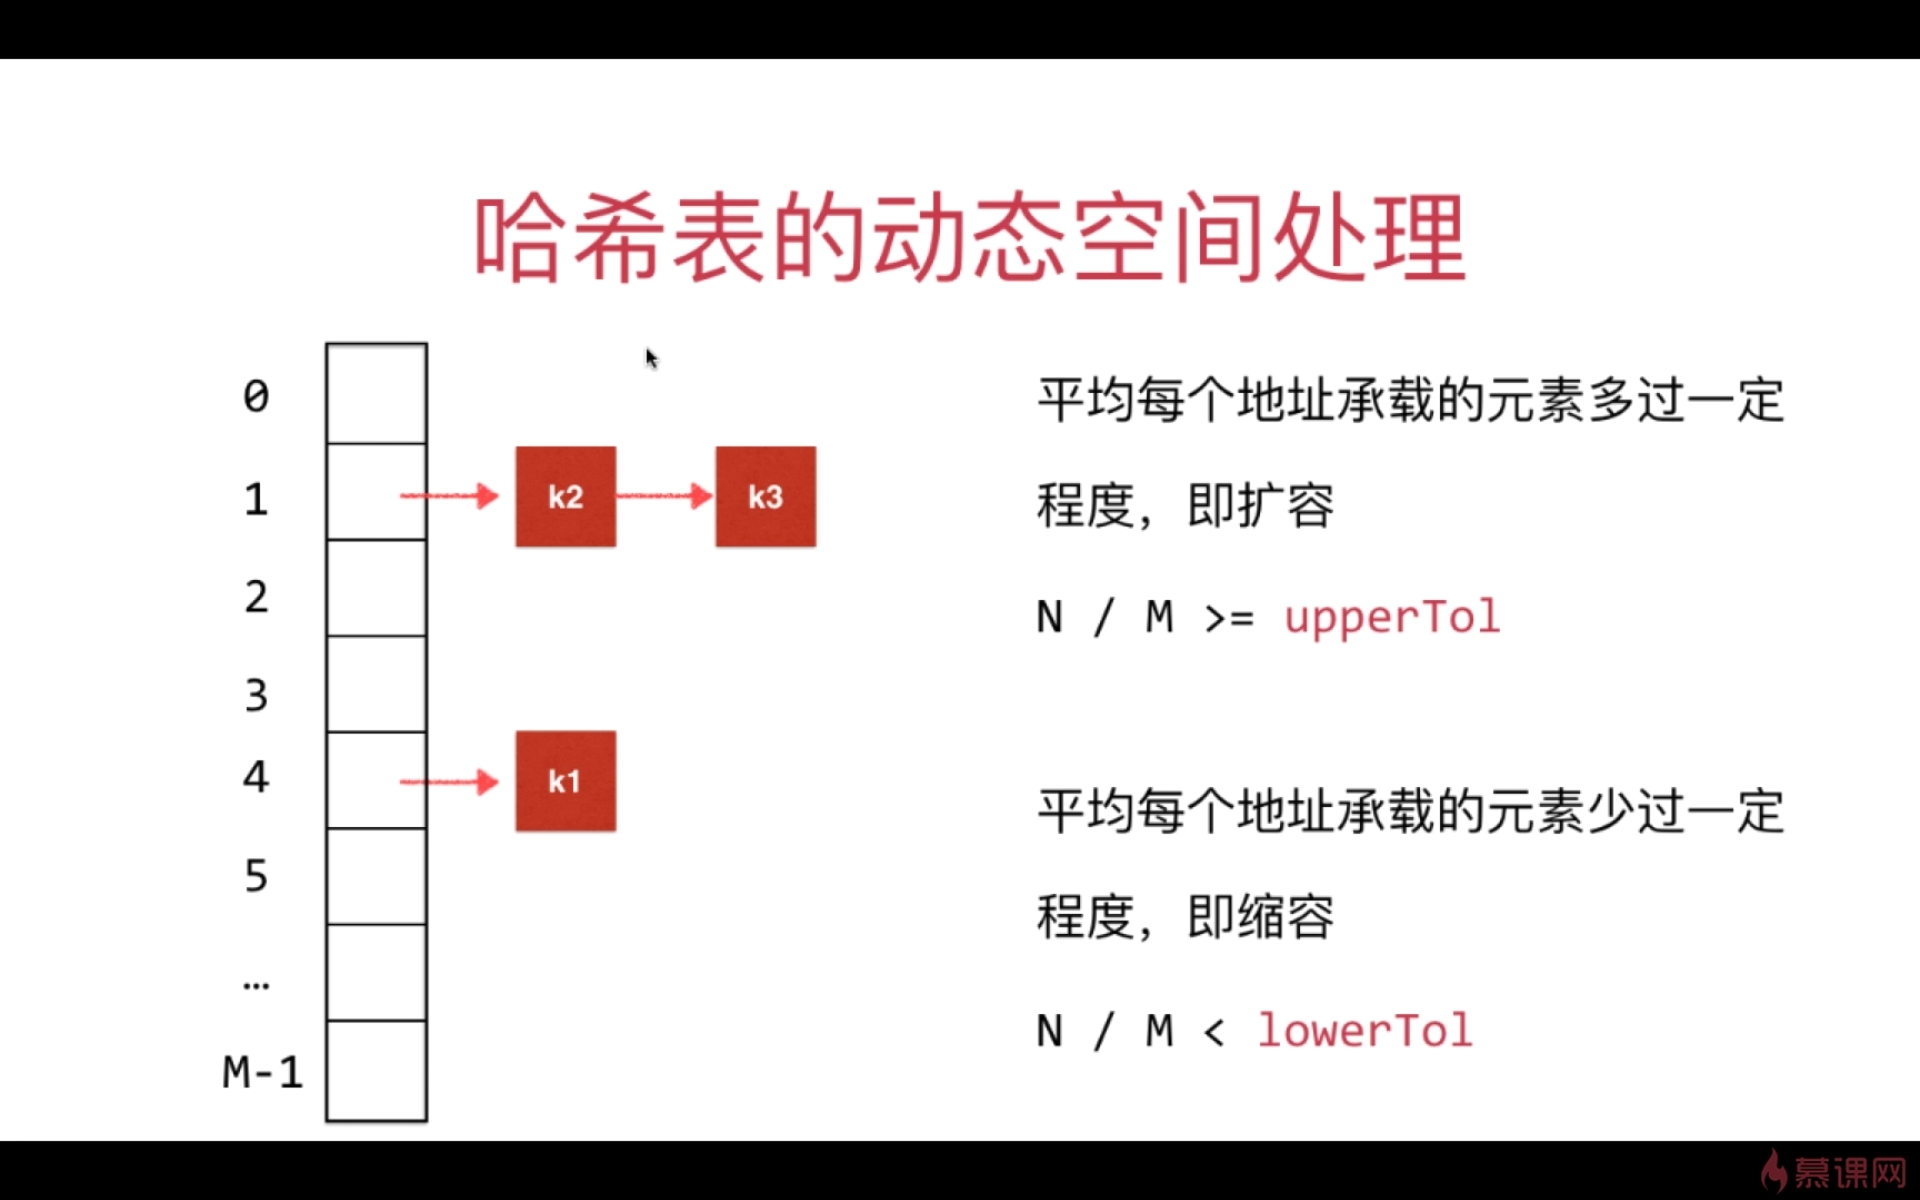 哈希表的动态空间处理
0
1
k2
k3
2
3
4
k1
5
…
M-1
平均每个地址承载的元素多过一定
程度，即扩容
N / M >= upperTol
平均每个地址承载的元素少过一定
程度，即缩容
N / M < lowerTol
慕课网